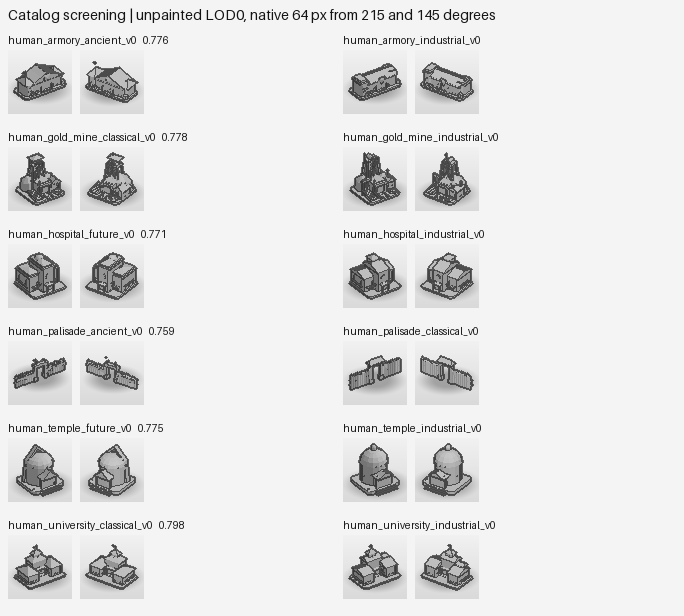 Catalog screening | unpainted LOD0, native 64 px from 215 and 145 degrees
human_armory_ancient_v0 0.776
human_armory_industrial_v0
human_gold_mine_classical_v0 0.778
human_gold_mine_industrial_v0
human_hospital_future_v0 0.771
human_hospital_industrial_v0
human_palisade_ancient_v0 0.759
human_palisade_classical_v0
human_temple_future_v0 0.775
human_temple_industrial_v0
human_university_classical_v0 0.798
human_university_industrial_v0